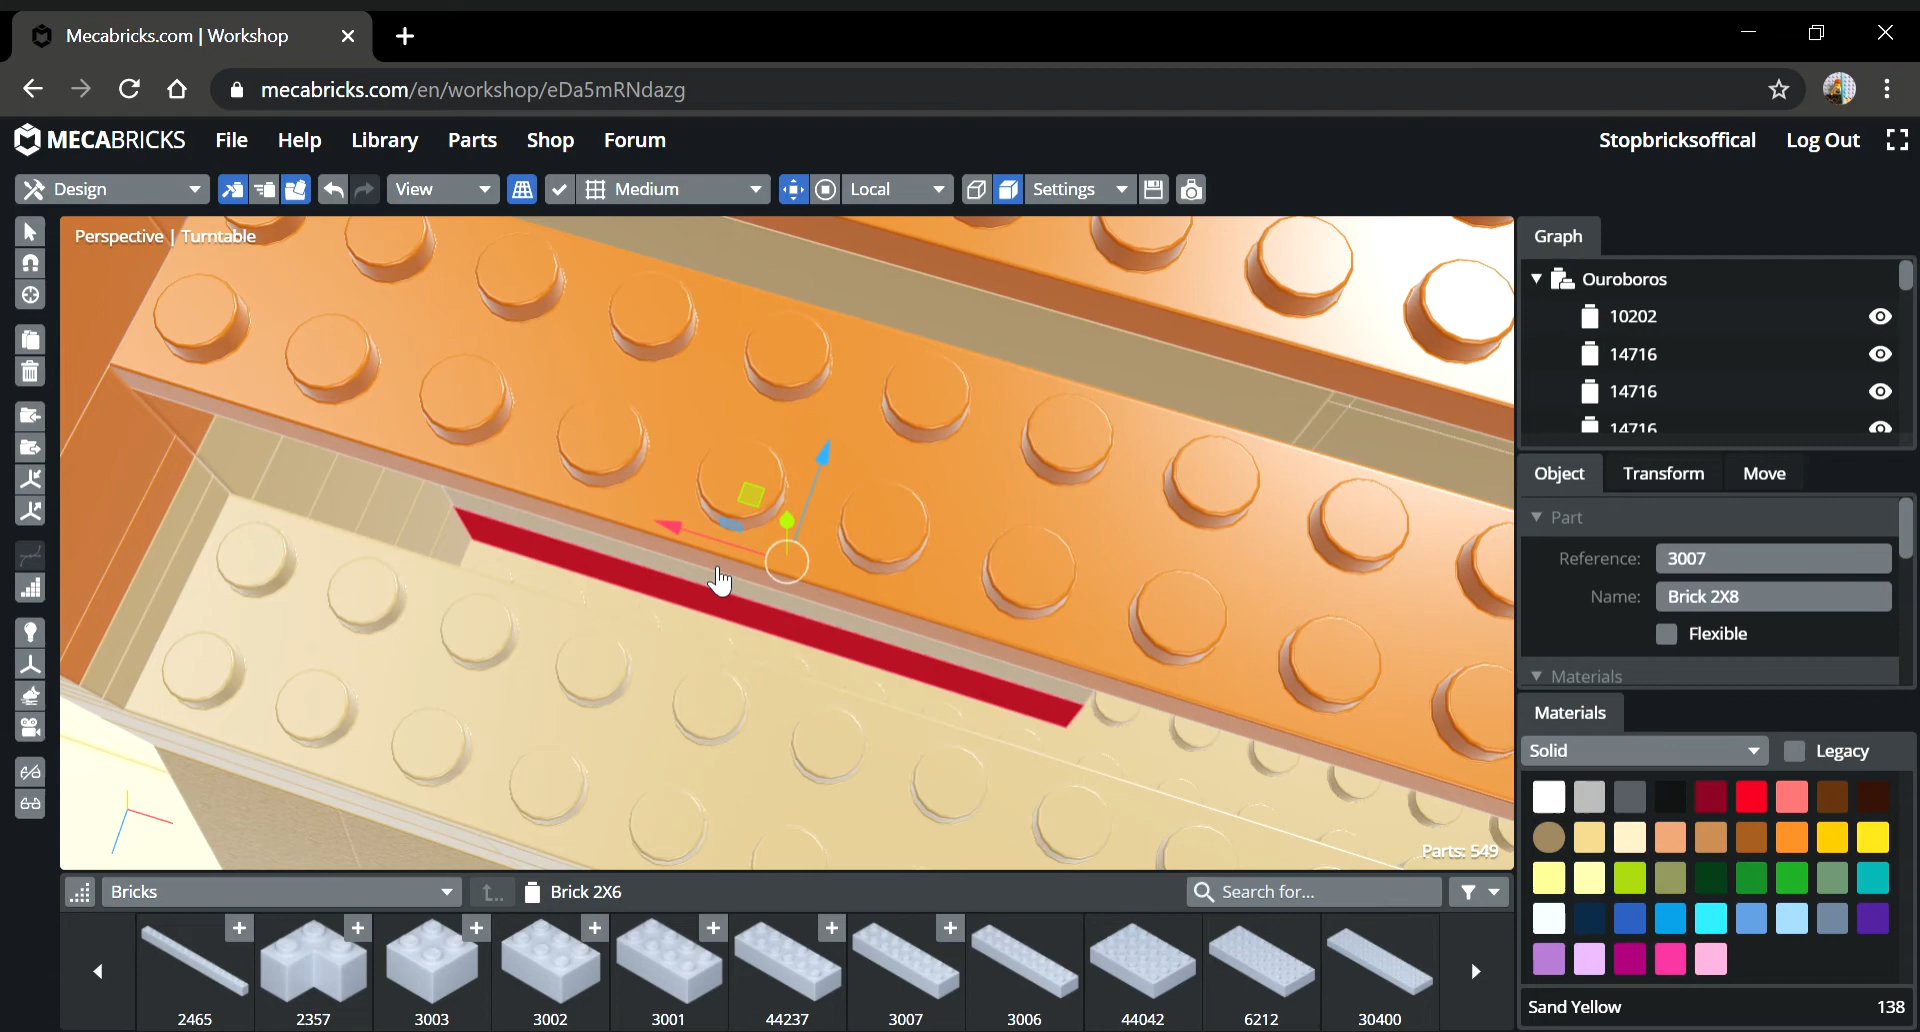 Mecabricks.com | Workshop
mecabricks.com/en/workshop/eDa5mRNdazg
MECABRICKS File Help Library Parts Shop Forum Stopbricksoffical Log Out
Design View Medium Local Settings
Perspective | Turntable
Parts: 549
Graph
Ouroboros
10202
14716
14716
14716
Object Transform Move
Part
Reference: 3007
Name: Brick 2X8
Flexible
Materials
Materials
Solid Legacy
Sand Yellow 138
Bricks Brick 2X6 Search for...
2465 2357 3003 3002 3001 44237 3007 3006 44042 6212 30400